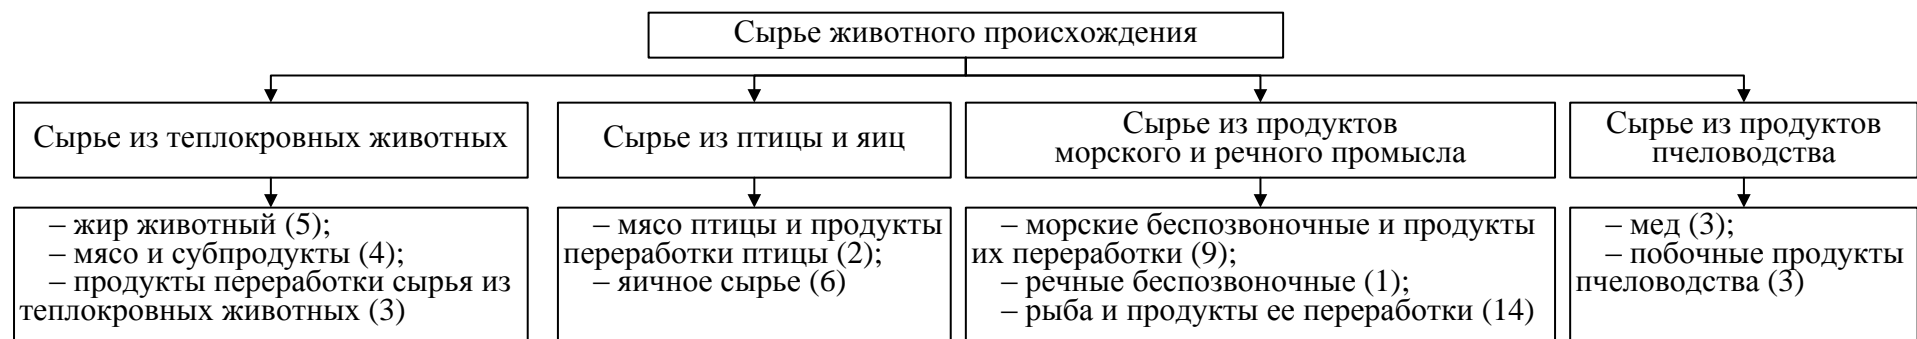 Сырье животного происхождения
Сырье из теплокровных животных
Сырье из птицы и яиц
Сырье из продуктов
морского и речного промысла
Сырье из продуктов
пчеловодства
– жир животный (5);
– мясо и субпродукты (4);
– продукты переработки сырья из
теплокровных животных (3)
– мясо птицы и продукты
переработки птицы (2);
– яичное сырье (6)
– морские беспозвоночные и продукты
их переработки (9);
– речные беспозвоночные (1);
– рыба и продукты ее переработки (14)
– мед (3);
– побочные продукты
пчеловодства (3)